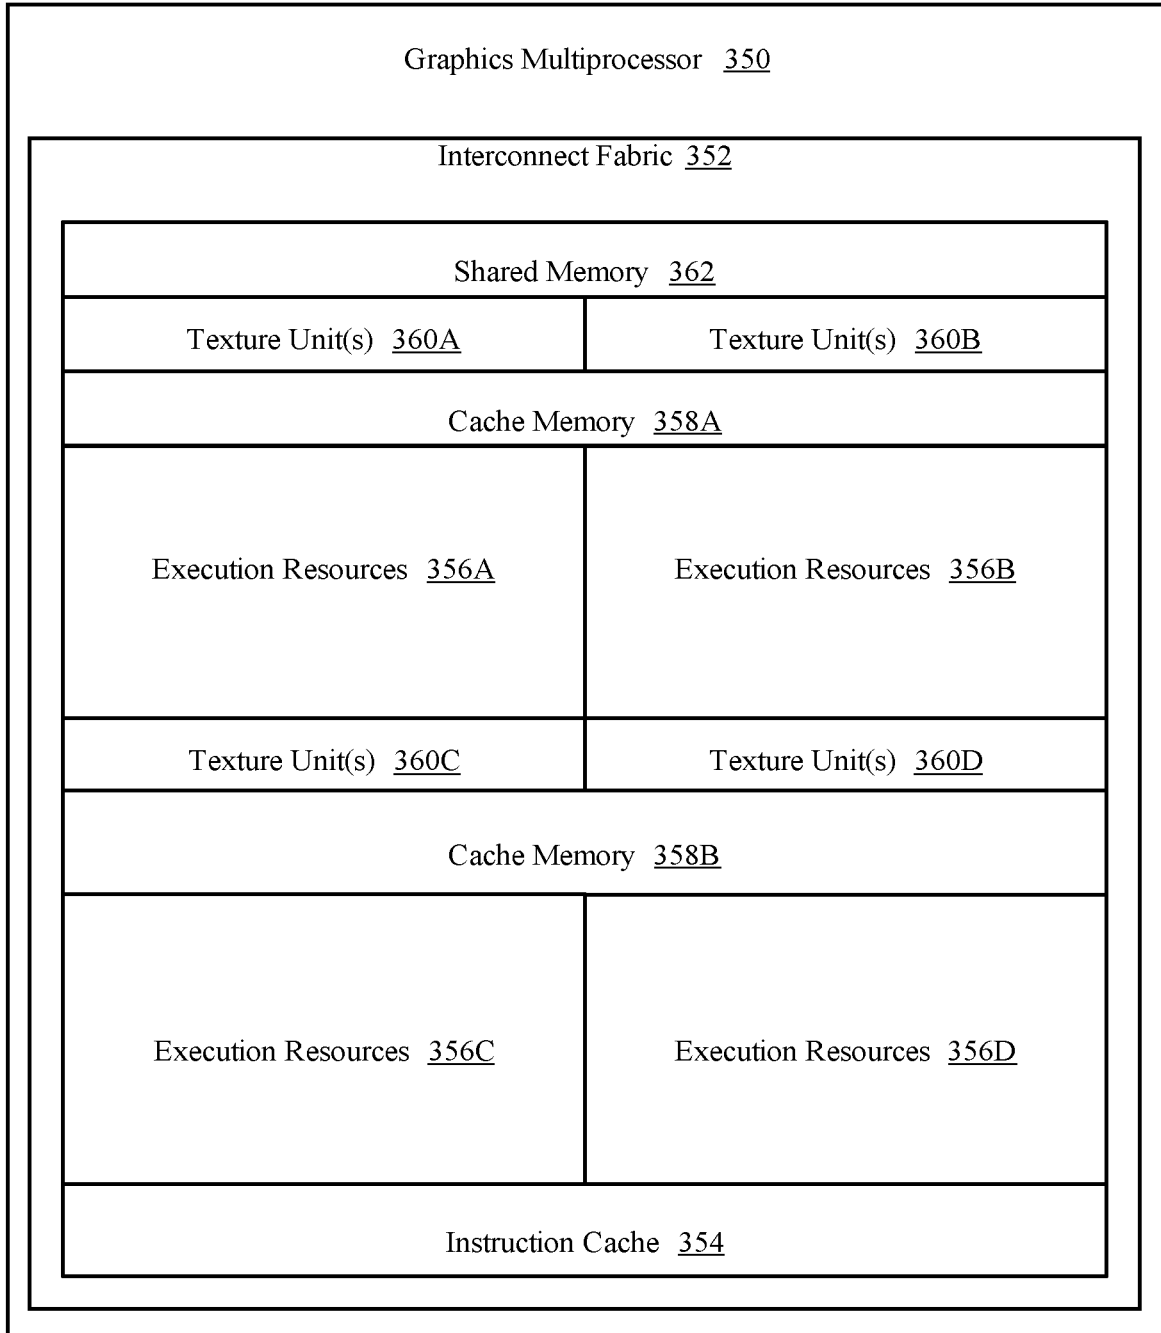 Graphics Multiprocessor 350
Interconnect Fabric 352
Shared Memory 362
Texture Unit(s) 360A
Texture Unit(s) 360B
Cache Memory 358A
Execution Resources 356A
Execution Resources 356B
Texture Unit(s) 360C
Texture Unit(s) 360D
Cache Memory 358B
Execution Resources 356C
Execution Resources 356D
Instruction Cache 354